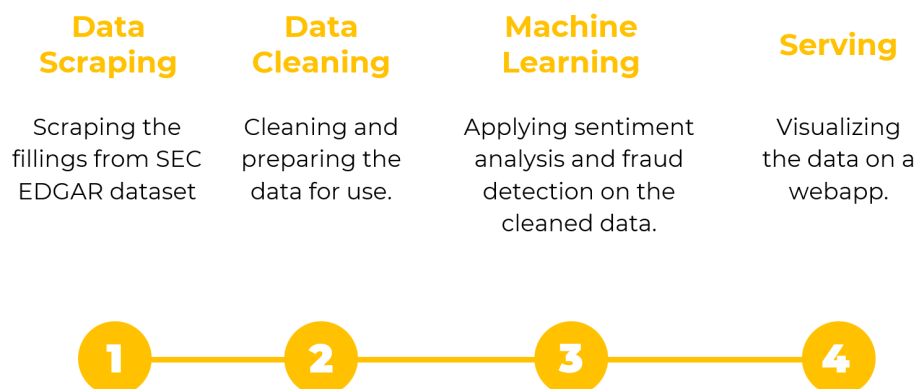 Data
Scraping
Scraping the
fillings from SEC
EDGAR dataset
Data
Cleaning
Cleaning and
preparing the
data for use.
Machine
Learning
Applying sentiment
analysis and fraud
detection on the
cleaned data.
Serving
Visualizing
the data on a
webapp.
1
2
3
4